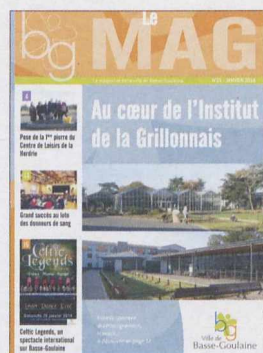 bg
Le
MAG
Au cœur de l'Institut
de la Grillonnais
Pose de la 1ère pierre du
Centre de Loisirs de la
Herdrie
Grand succès au loto
des donneurs de sang
Celtic
Legends
Celtic Legends, un
spectacle international
sur Basse-Goulaine
bg
Ville de
Basse-Goulaine